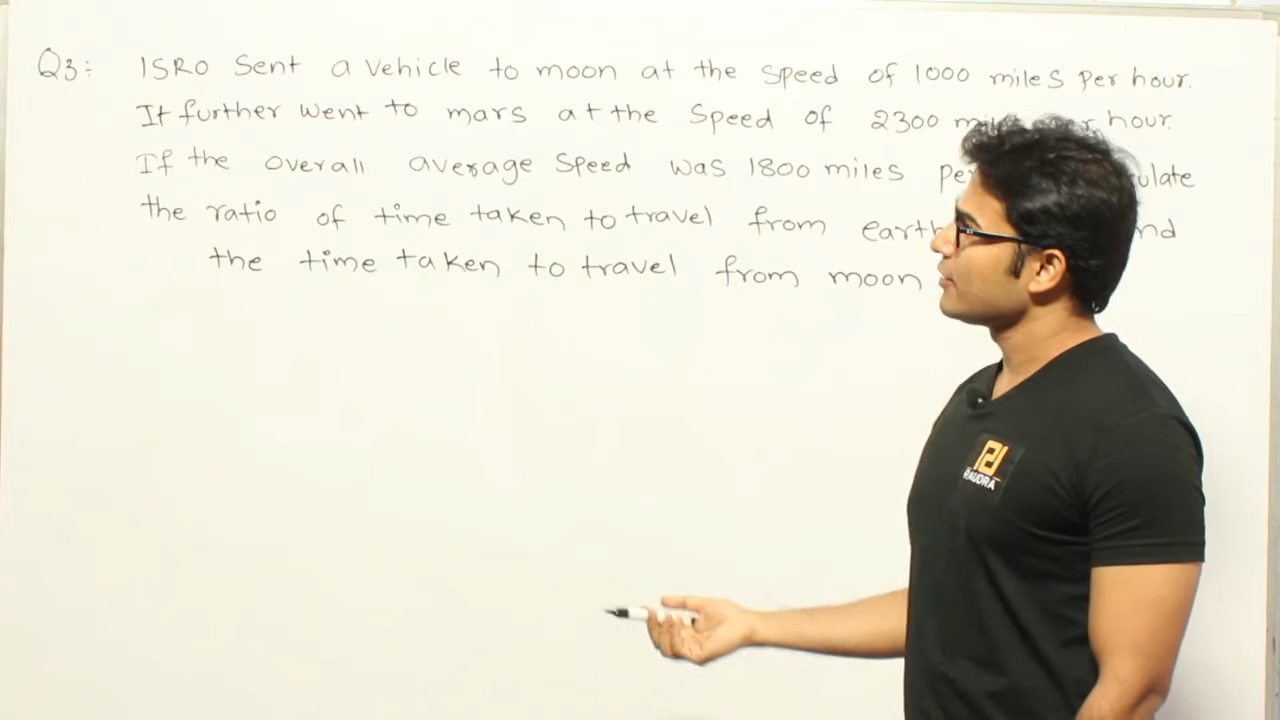 Q3:- ISRO Sent a vehicle to moon at the speed of 1000 miles per hour.
It further went to mars at the speed of 2300 hour.
If the overall average speed was 1800 miles
the ratio of time taken to travel from
the time taken to travel from moon
RAUDRA